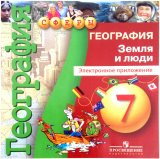 География
СФЕРЫ
ГЕОГРАФИЯ
Земля и люди
Электронное приложение
7
ПРОСВЕЩЕНИЕ